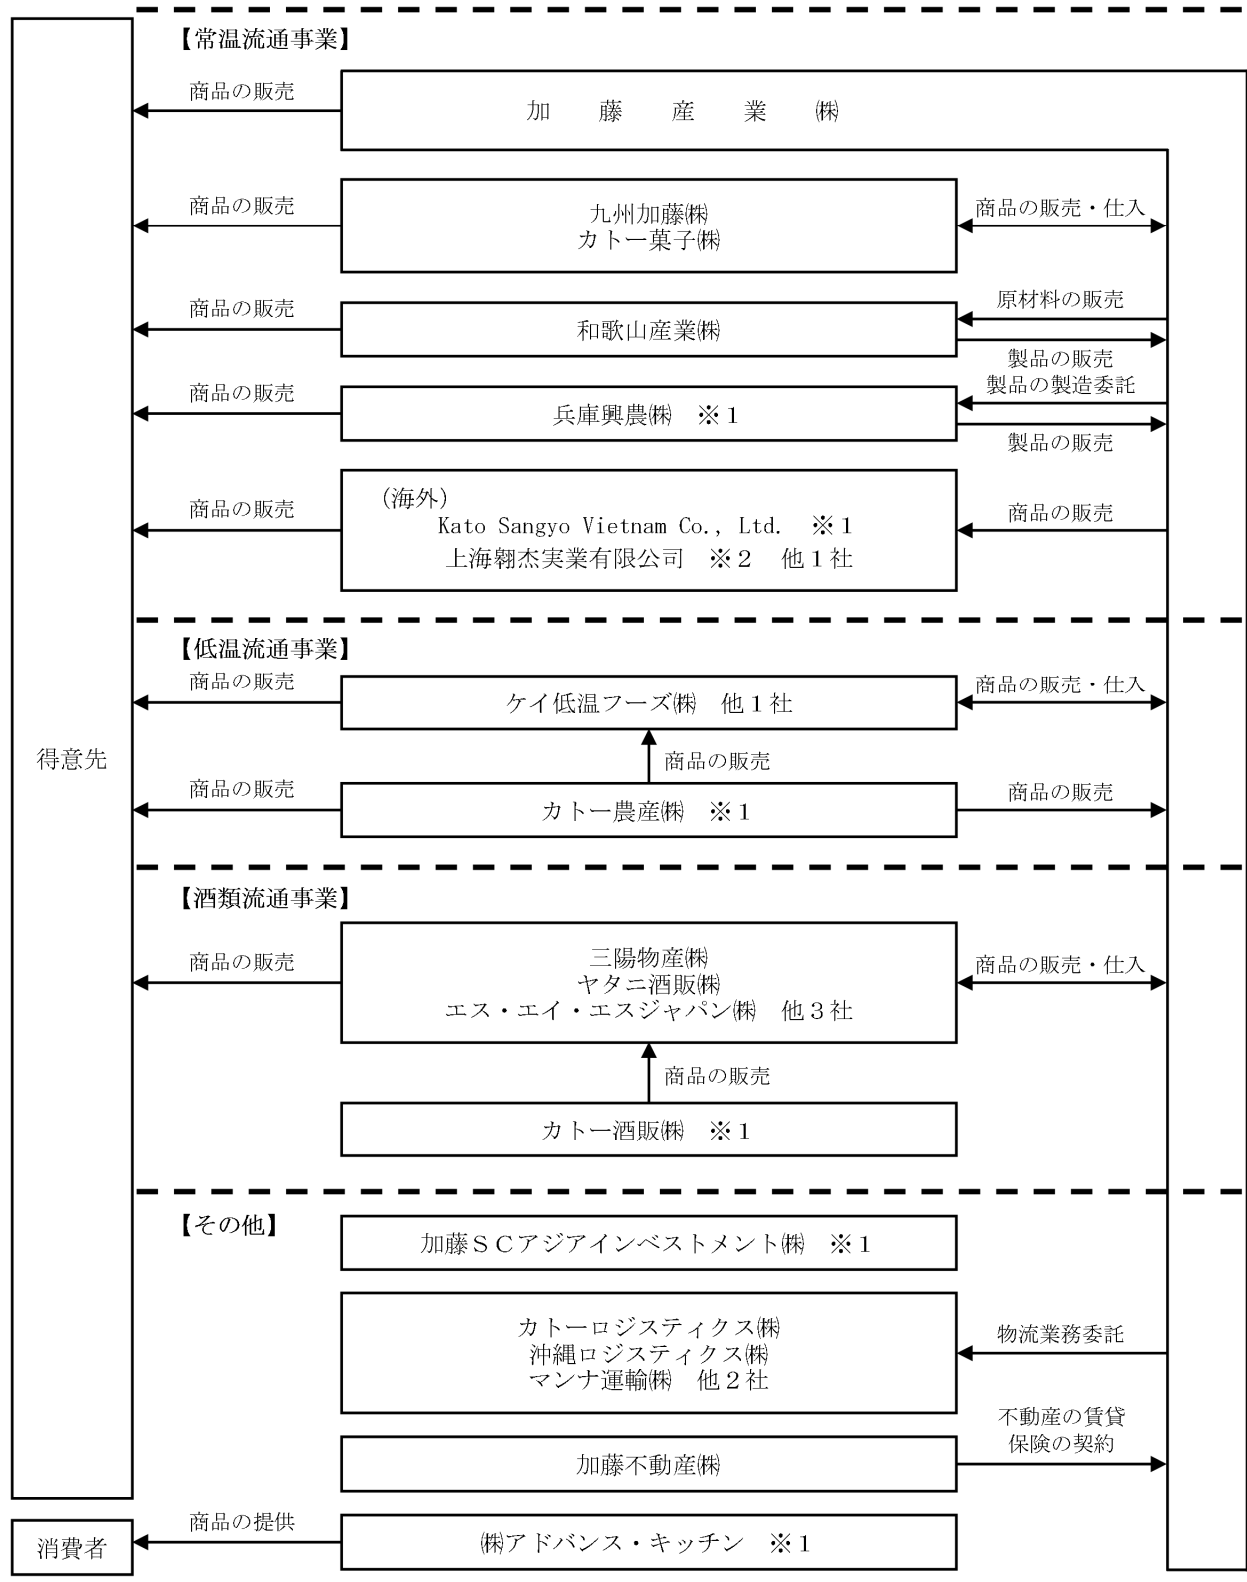 【常温流通事業】
商品の販売
加藤産業㈱
商品の販売
九州加藤㈱
カトー菓子㈱
商品の販売・仕入
商品の販売
和歌山産業㈱
原材料の販売
製品の販売
商品の販売
兵庫興農㈱　※１
製品の製造委託
製品の販売
商品の販売
（海外）
Kato Sangyo Vietnam Co., Ltd.　※１
上海翱杰実業有限公司　※２　他１社
商品の販売
【低温流通事業】
商品の販売
ケイ低温フーズ㈱　他１社
商品の販売・仕入
得意先
商品の販売
商品の販売
カトー農産㈱　※１
商品の販売
【酒類流通事業】
商品の販売
三陽物産㈱
ヤタニ酒販㈱
エス・エイ・エスジャパン㈱　他３社
商品の販売・仕入
商品の販売
カトー酒販㈱　※１
【その他】
加藤ＳＣアジアインベストメント㈱　※１
カトーロジスティクス㈱
沖縄ロジスティクス㈱
マンナ運輸㈱　他２社
物流業務委託
加藤不動産㈱
不動産の賃貸
保険の契約
消費者
商品の提供
㈱アドバンス・キッチン　※１